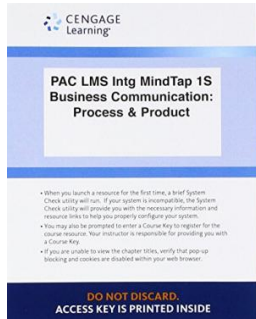 CENGAGE
Learning®
PAC LMS Intg MindTap 1S
Business Communication:
Process & Product
• When you launch a resource for the first time, a brief System
Check utility will run. If your system is incompatible, the System
Check utility will provide you with the necessary information and
resource links to help you properly configure your system.
• You may also be prompted to enter a Course Key to register for the
course resource. Your instructor is responsible for providing you with
a Course Key.
• If you are unable to view the chapter titles, verify that pop-up
blocking and cookies are disabled within your web browser.
DO NOT DISCARD.
ACCESS KEY IS PRINTED INSIDE